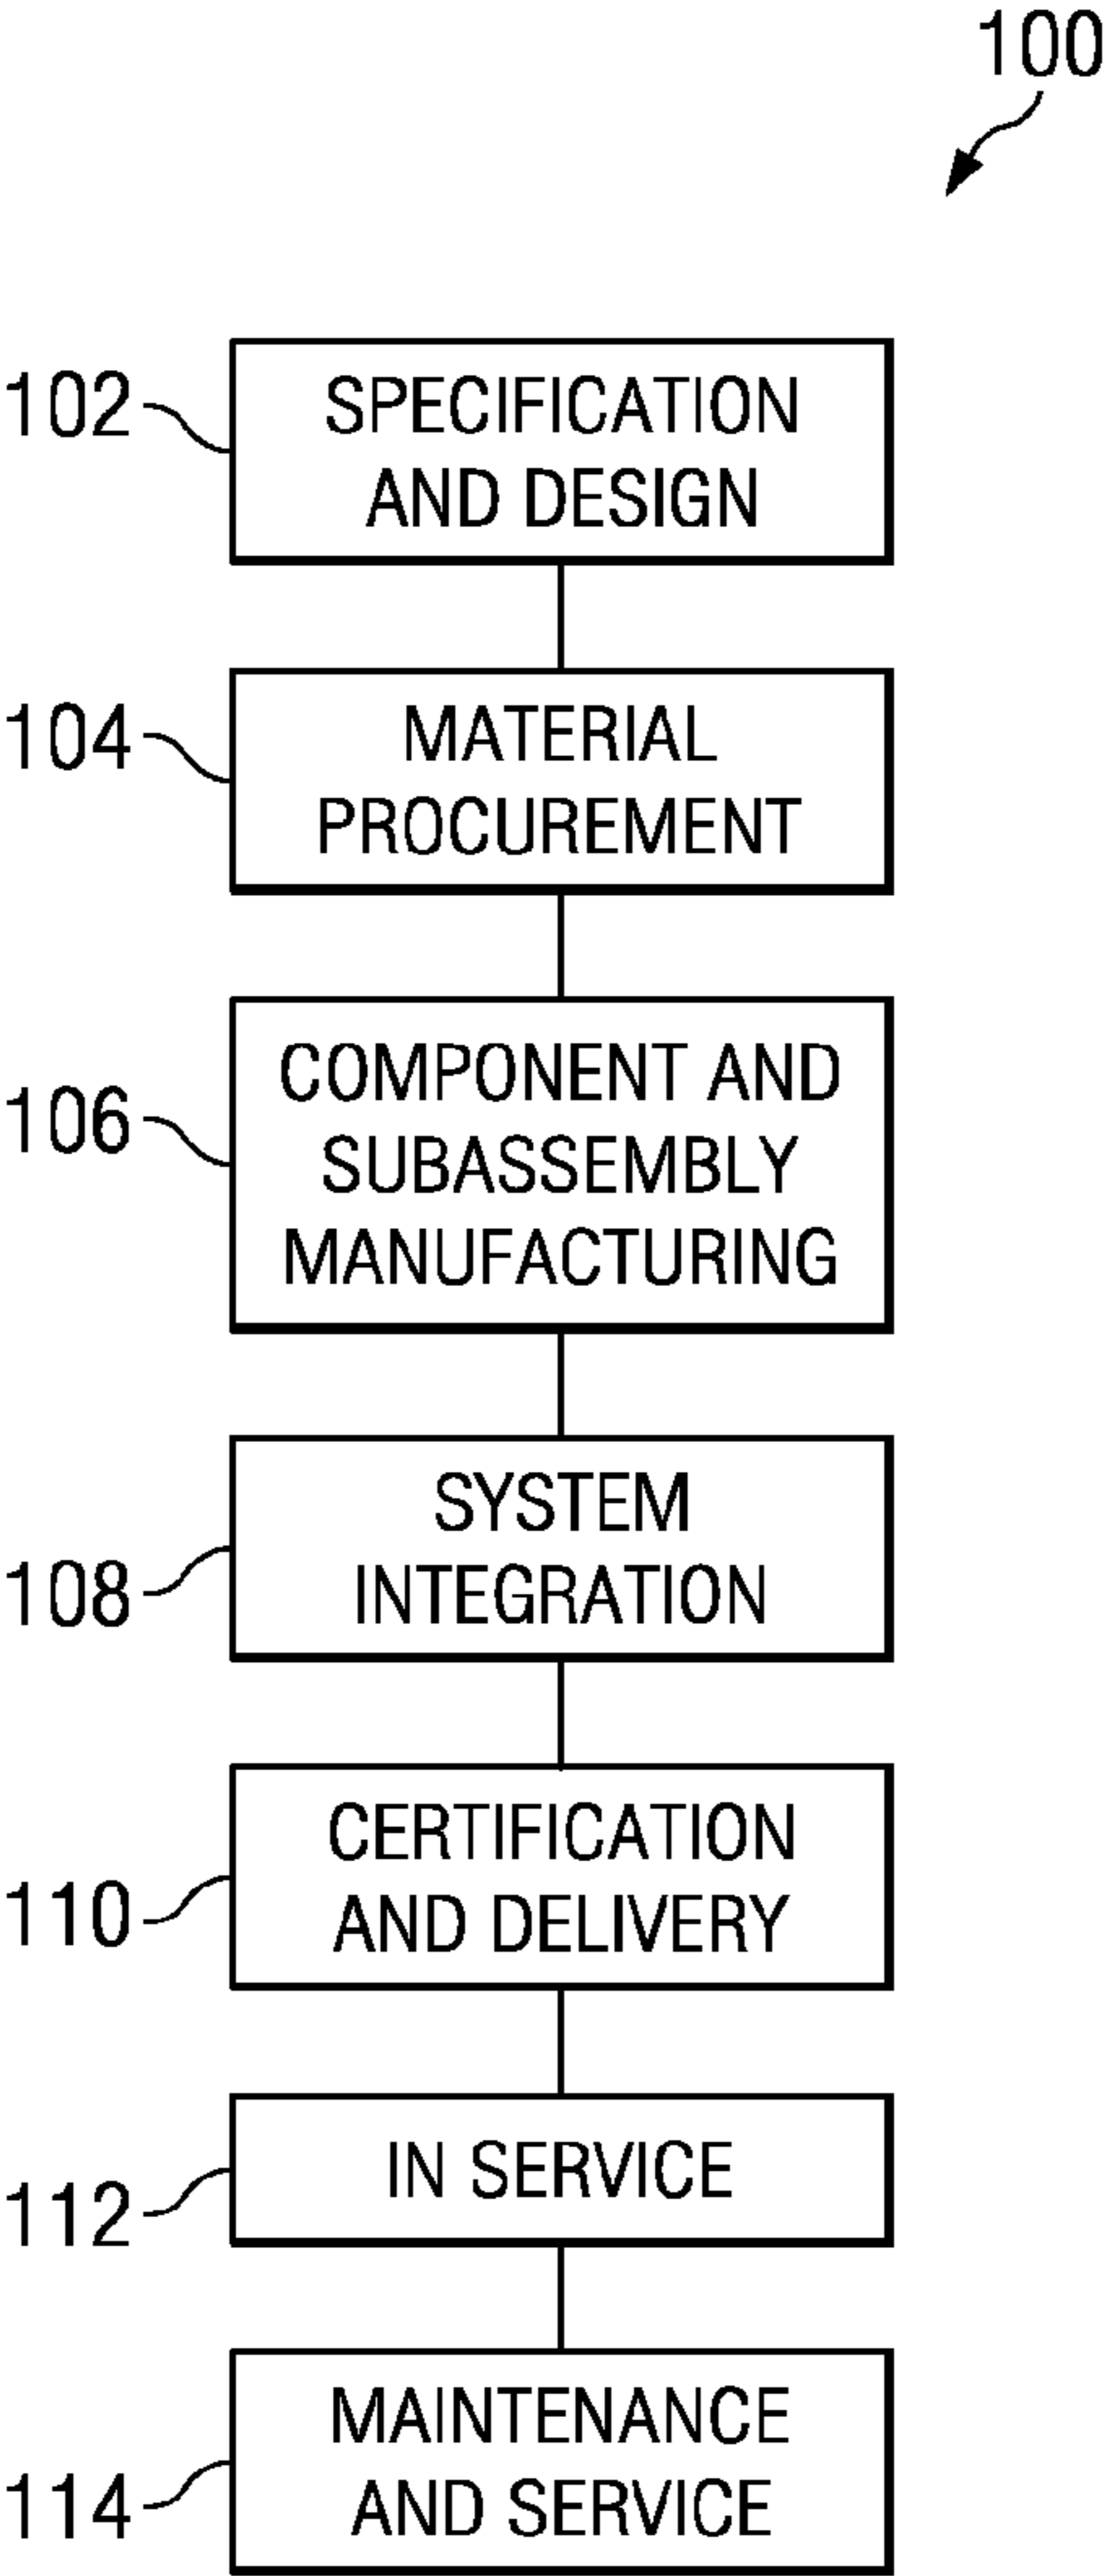 100
102
SPECIFICATION
AND DESIGN
104
MATERIAL
PROCUREMENT
106
COMPONENT AND
SUBASSEMBLY
MANUFACTURING
108
SYSTEM
INTEGRATION
110
CERTIFICATION
AND DELIVERY
112
IN SERVICE
114
MAINTENANCE
AND SERVICE